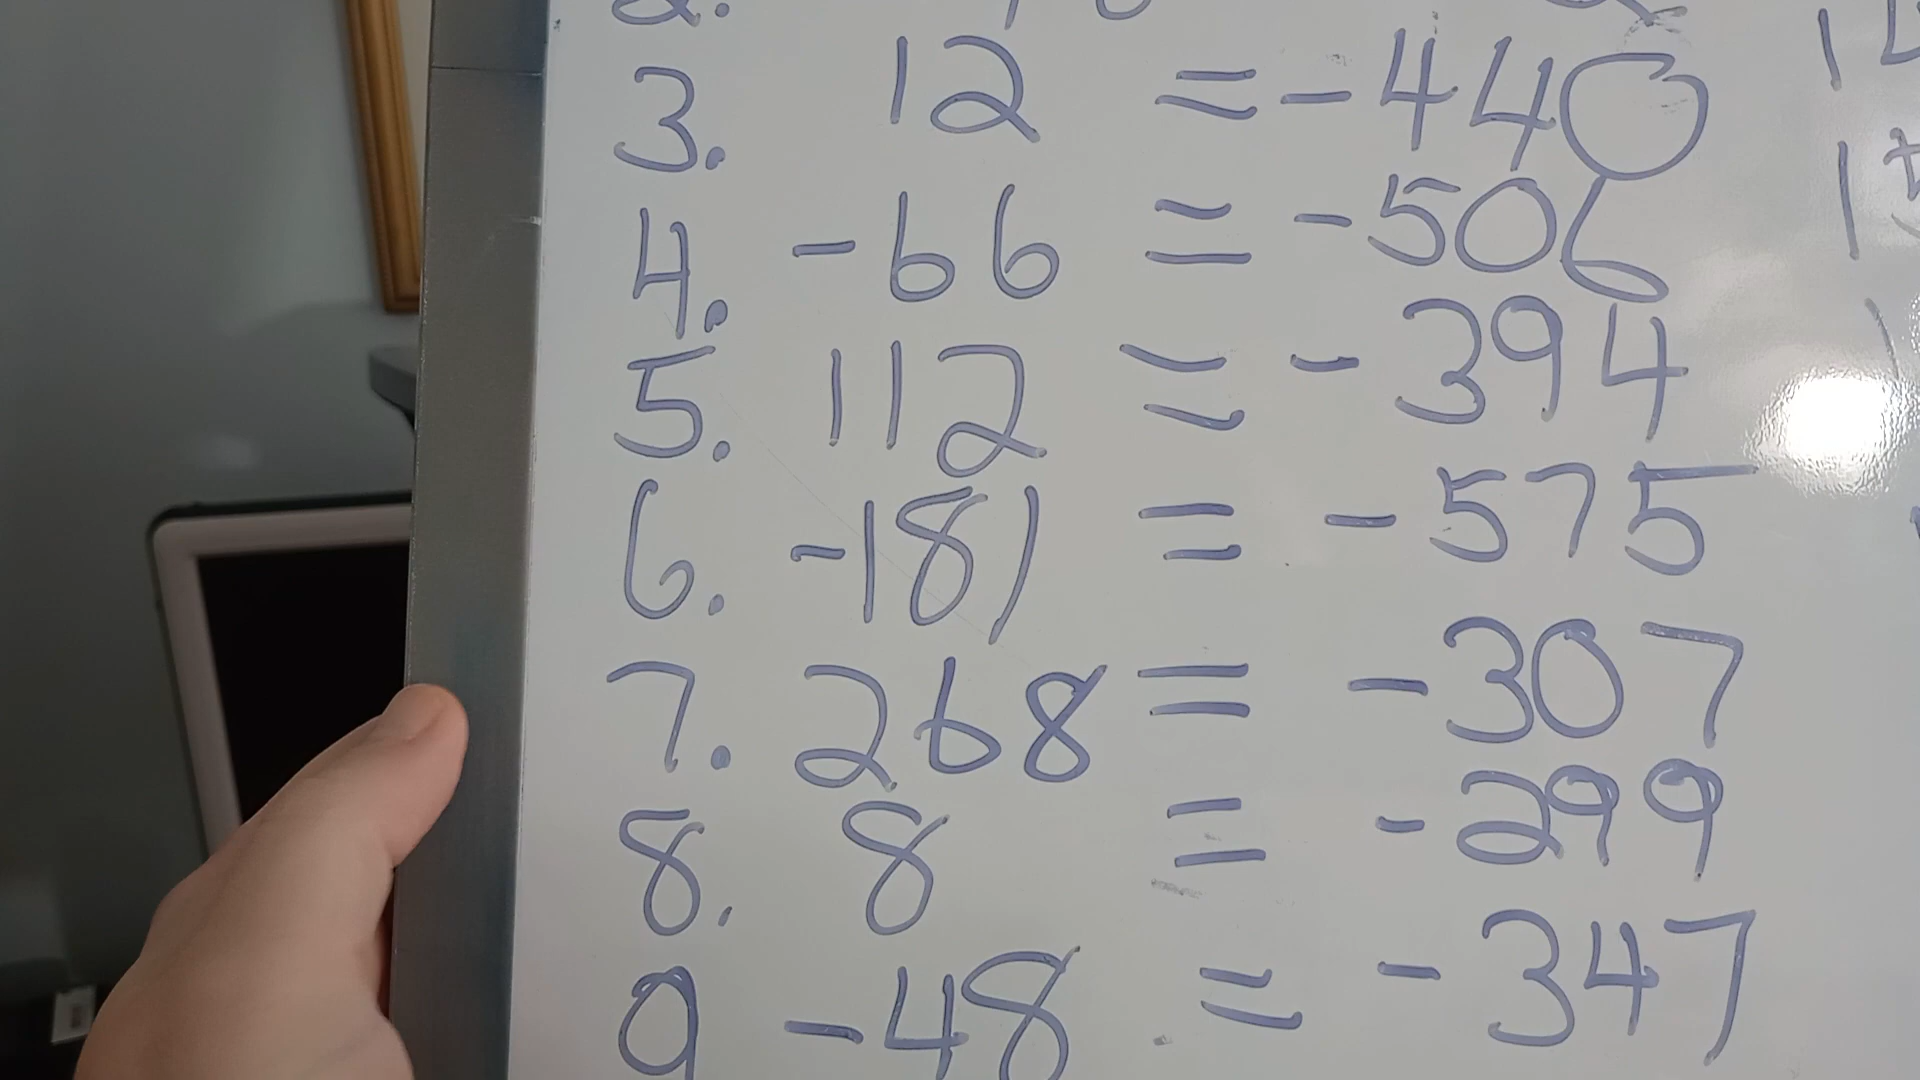 2.
3. 12 = -440
4. -66 = -506
5. 112 = -394
6. -181 = -575
7. 268 = -307
8. 8 = -299
9 -48 = -347